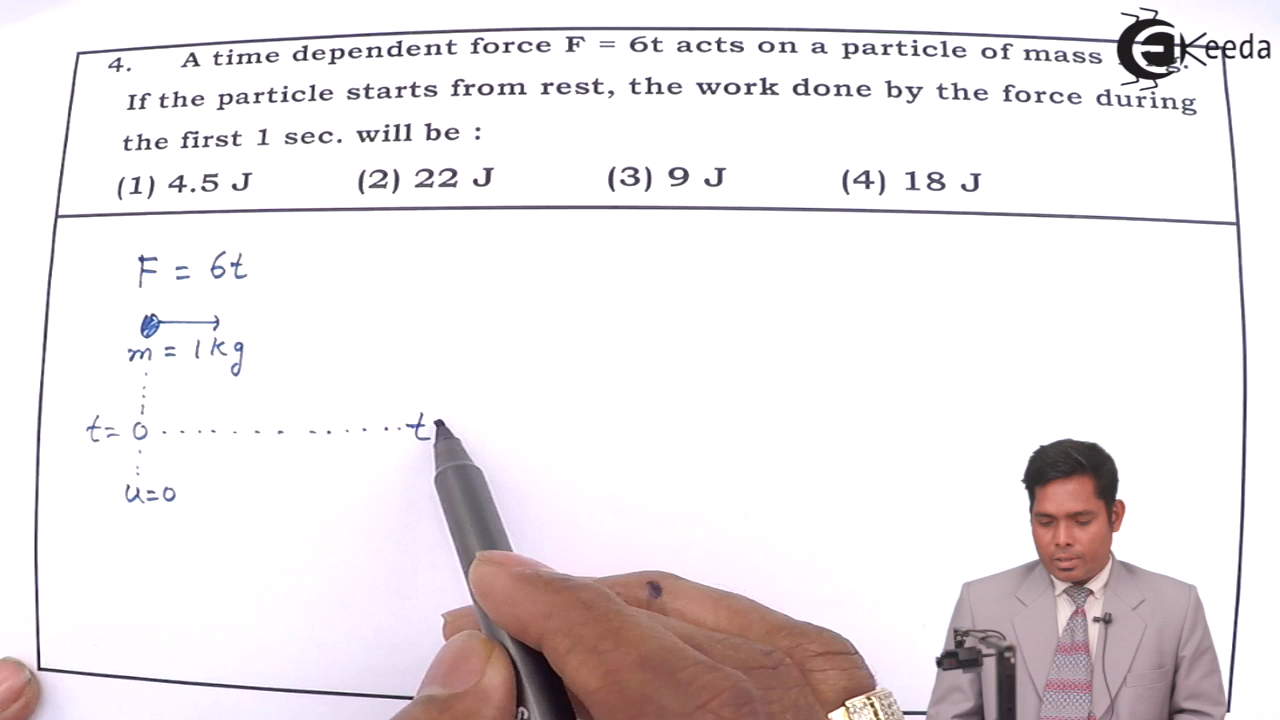 4. A time dependent force F = 6t acts on a particle of mass
If the particle starts from rest, the work done by the force during
the first 1 sec. will be :
(1) 4.5 J (2) 22 J (3) 9 J (4) 18 J
F = 6t
m = 1kg
t= 0 ............. t
u=0
Keeda